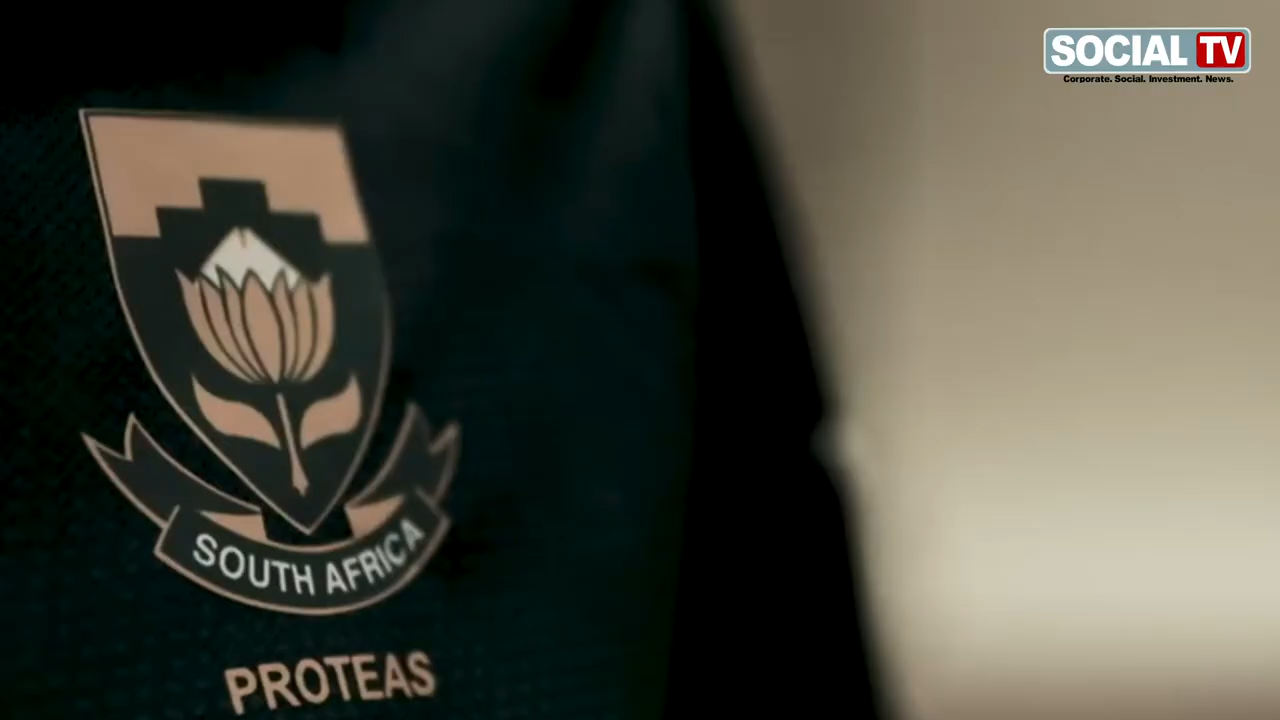 SOCIAL TV
Corporate. Social. Investment. News.
SOUTH AFRICA
PROTEAS